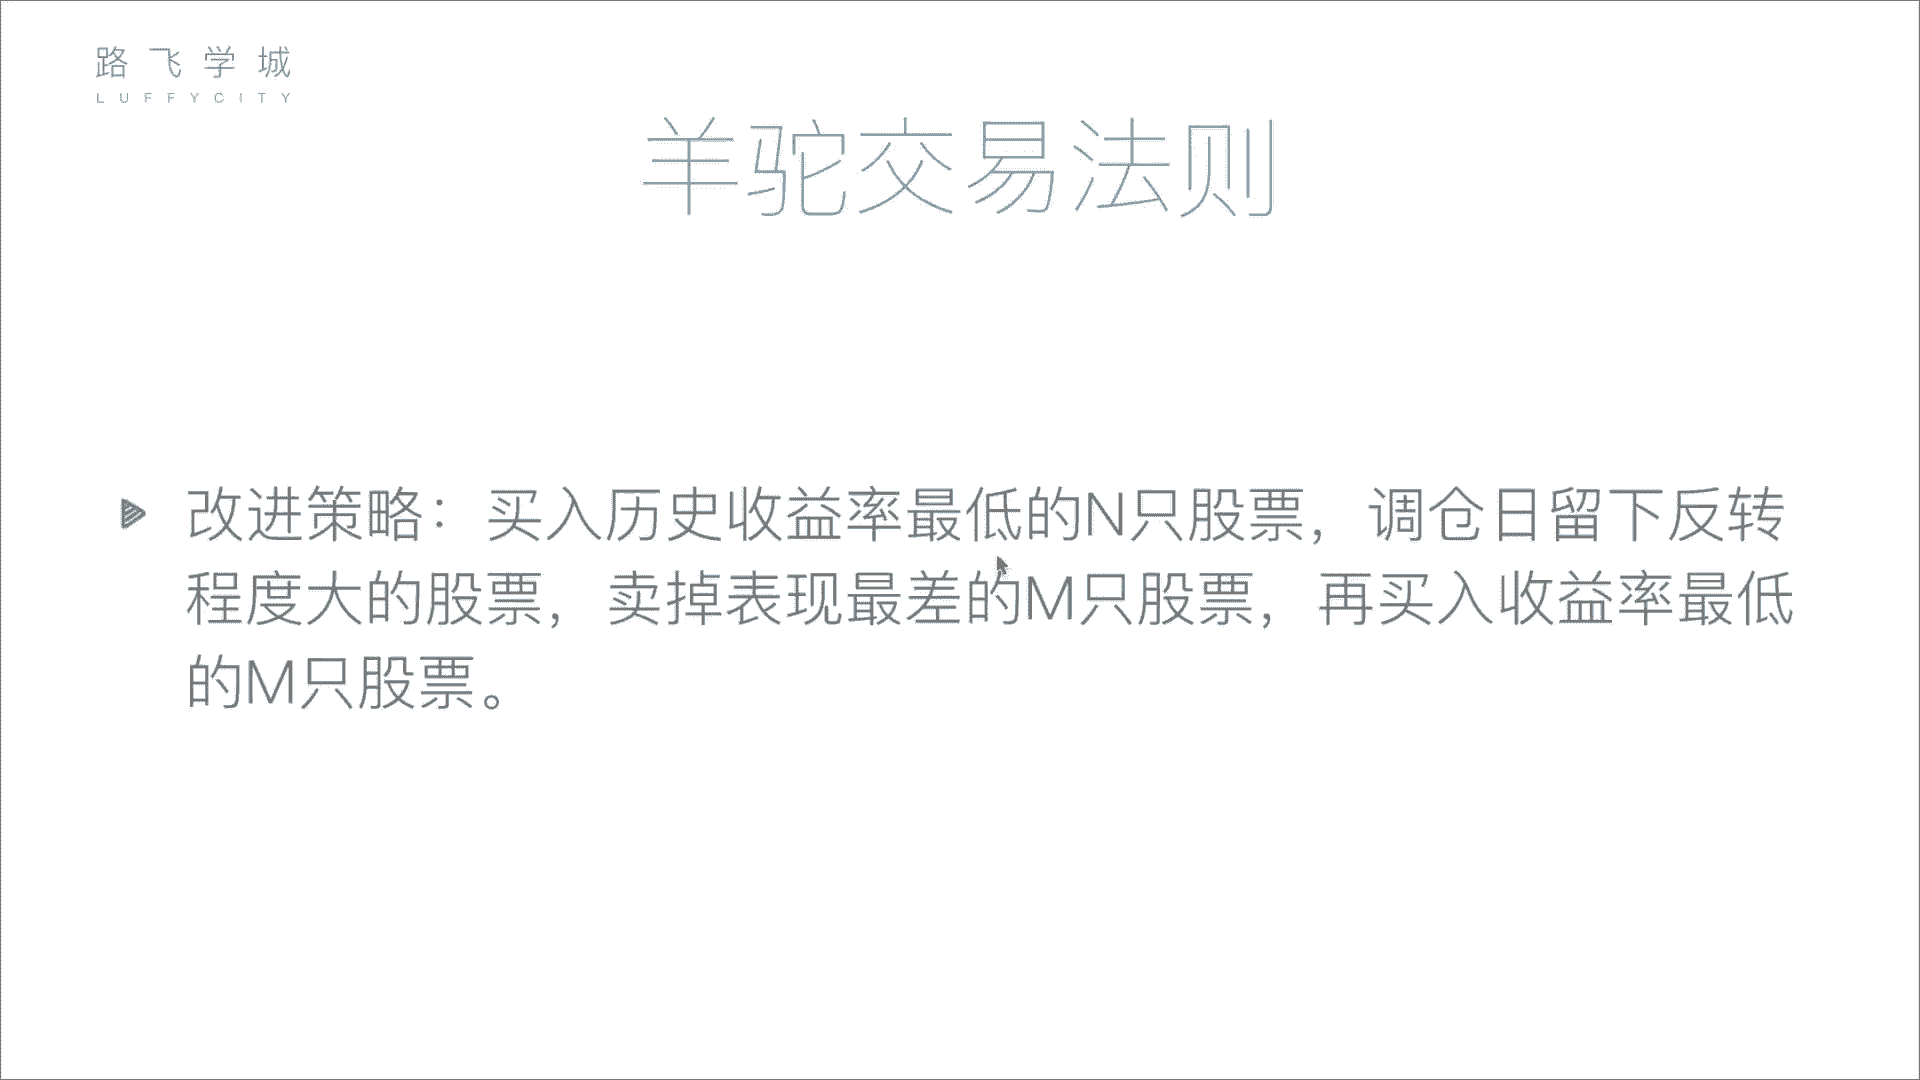 路飞学城
LUFFYCITY
羊驼交易法则
改进策略：买入历史收益率最低的N只股票，调仓日留下反转
程度大的股票，卖掉表现最差的M只股票，再买入收益率最低
的M只股票。